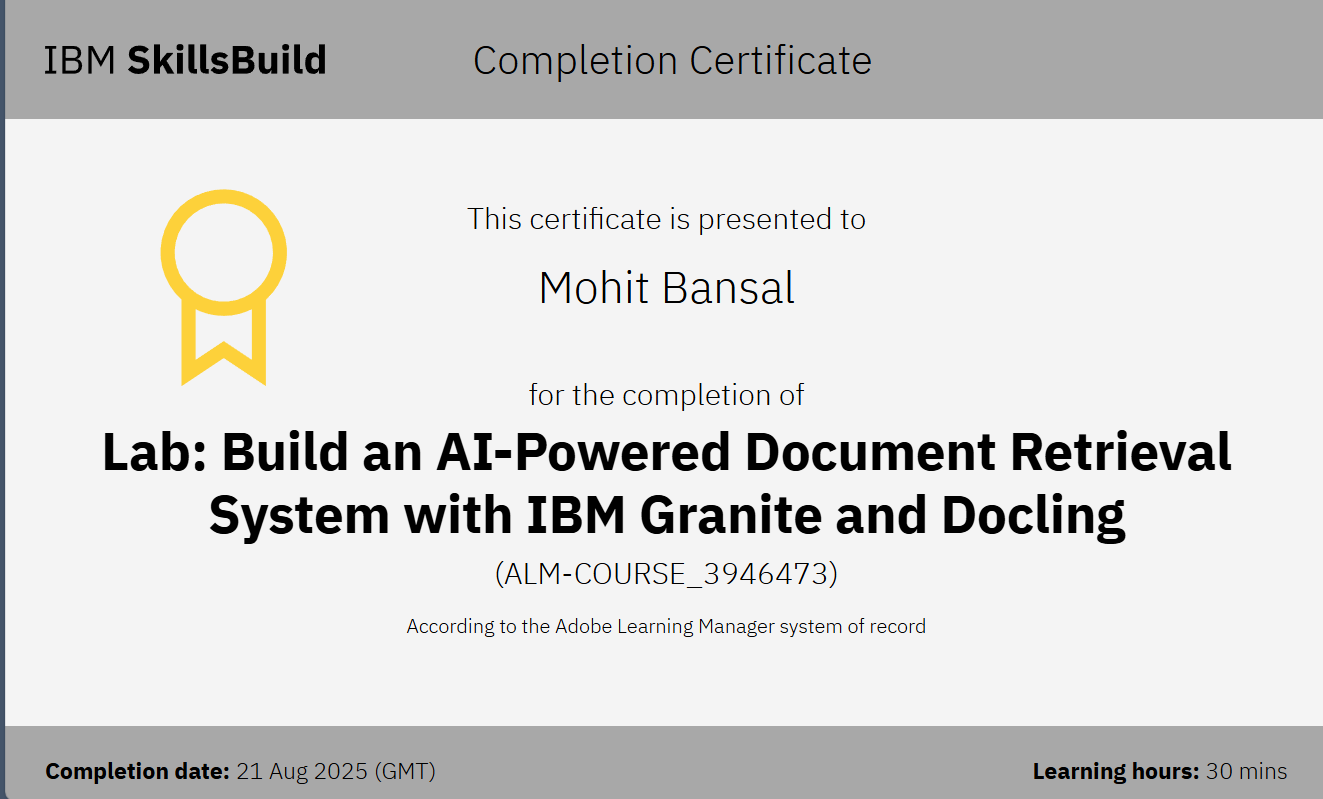 IBM SkillsBuild
Completion Certificate
This certificate is presented to
Mohit Bansal
for the completion of
Lab: Build an AI-Powered Document Retrieval
System with IBM Granite and Docling
(ALM-COURSE_3946473)
According to the Adobe Learning Manager system of record
Completion date: 21 Aug 2025 (GMT)
Learning hours: 30 mins